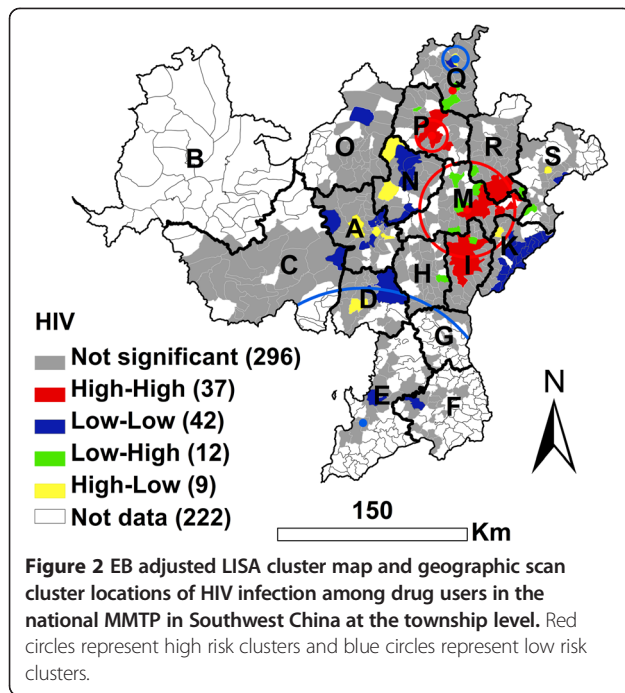 Q
P
R
O
S
B
N
M
A
K
C
I
H
D
G
E
F
HIV
Not significant (296)
High-High (37)
Low-Low (42)
Low-High (12)
High-Low (9)
Not data (222)
N
150
Km
Figure 2 EB adjusted LISA cluster map and geographic scan
cluster locations of HIV infection among drug users in the
national MMTP in Southwest China at the township level. Red
circles represent high risk clusters and blue circles represent low risk
clusters.